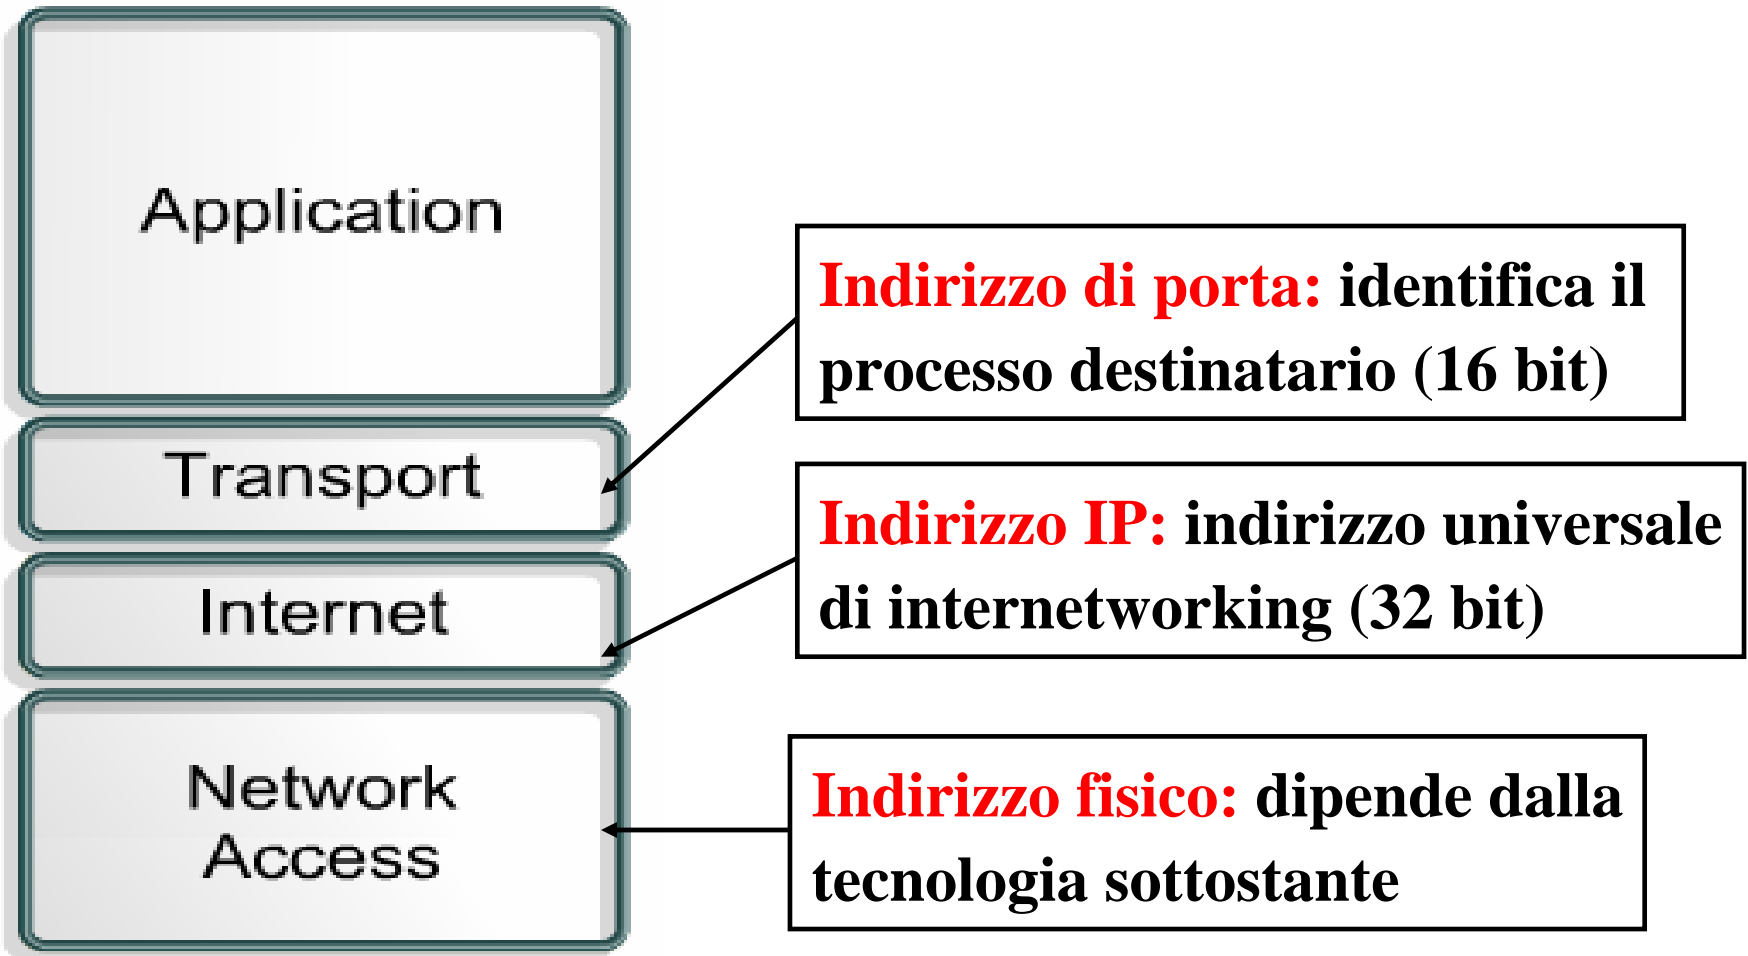 Application
Indirizzo di porta: identifica il
processo destinatario (16 bit)
Transport
Indirizzo IP: indirizzo universale
di internetworking (32 bit)
Internet
Indirizzo fisico: dipende dalla
tecnologia sottostante
Network
Access